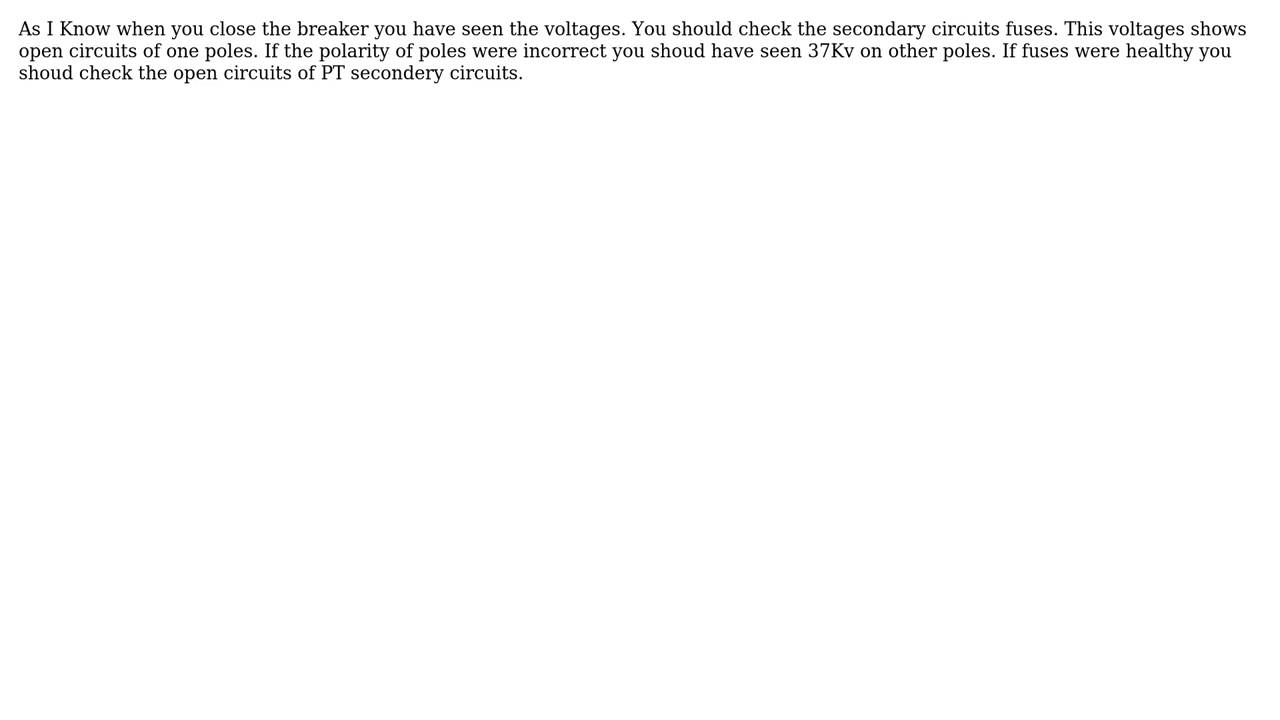 As I Know when you close the breaker you have seen the voltages. You should check the secondary circuits fuses. This voltages shows
open circuits of one poles. If the polarity of poles were incorrect you shoud have seen 37Kv on other poles. If fuses were healthy you
shoud check the open circuits of PT secondery circuits.